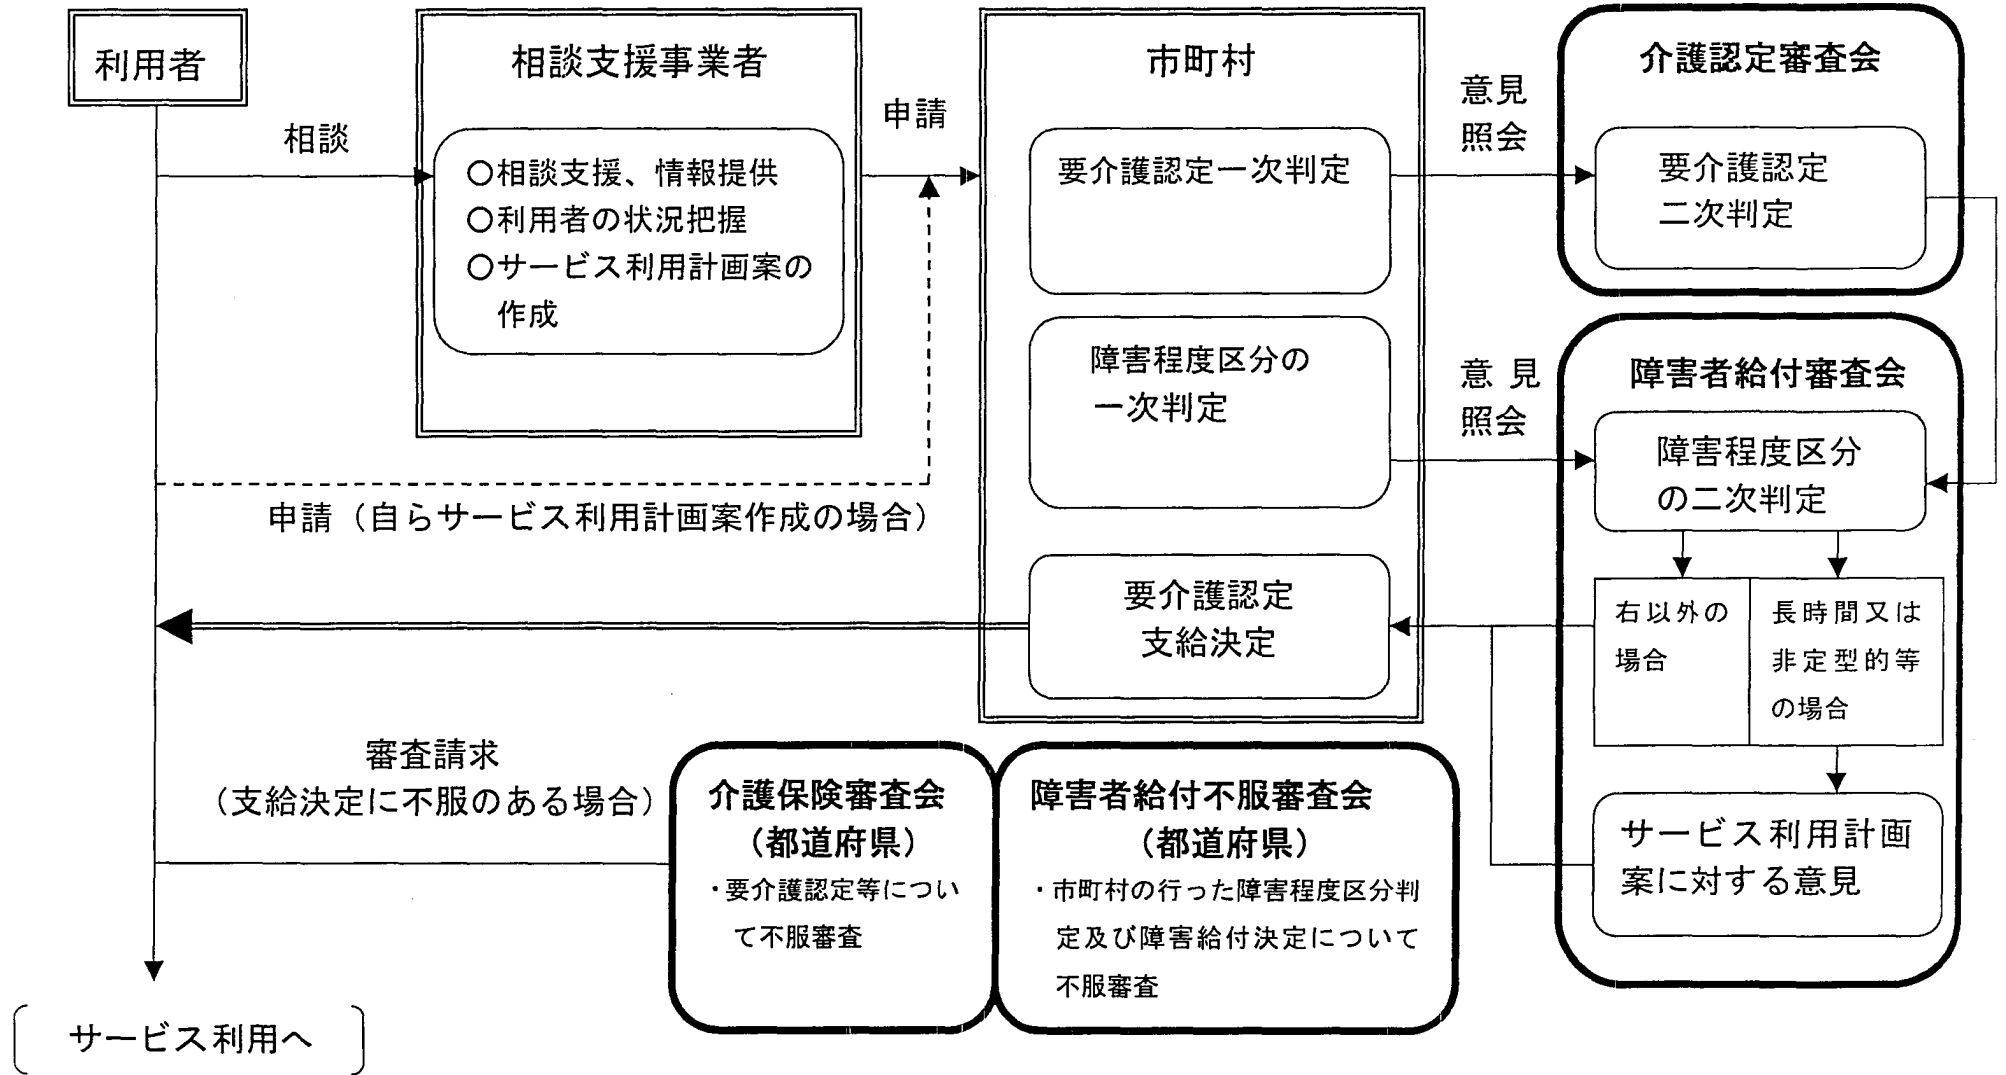 利用者
相談
相談支援事業者
○相談支援、情報提供
○利用者の状況把握
○サービス利用計画案の
作成
申請
申請（自らサービス利用計画案作成の場合）
市町村
要介護認定一次判定
障害程度区分の
一次判定
要介護認定
支給決定
意見
照会
意見
照会
介護認定審査会
要介護認定
二次判定
障害者給付審査会
障害程度区分
の二次判定
右以外の
場合
長時間又は
非定型的等
の場合
サービス利用計画
案に対する意見
審査請求
（支給決定に不服のある場合）
介護保険審査会
（都道府県）
・要介護認定等につい
て不服審査
障害者給付不服審査会
（都道府県）
・市町村の行った障害程度区分判
定及び障害給付決定について
不服審査
サービス利用へ